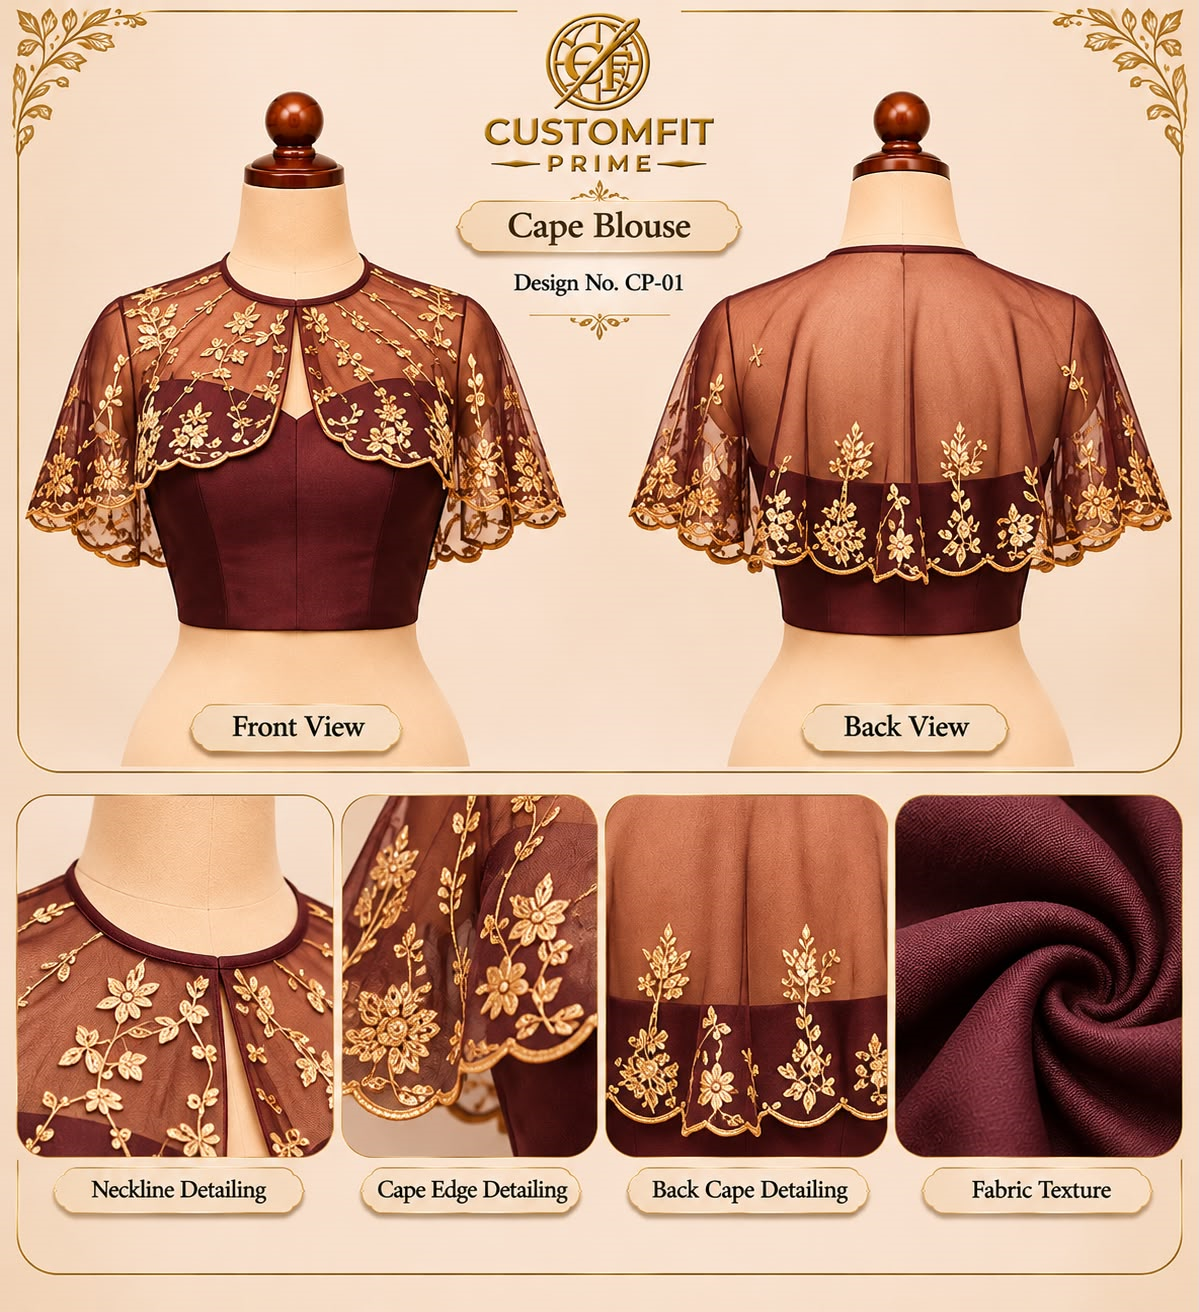 CF
CUSTOMFIT
PRIME
Cape Blouse
Design No. CP-01
Front View
Back View
Neckline Detailing
Cape Edge Detailing
Back Cape Detailing
Fabric Texture